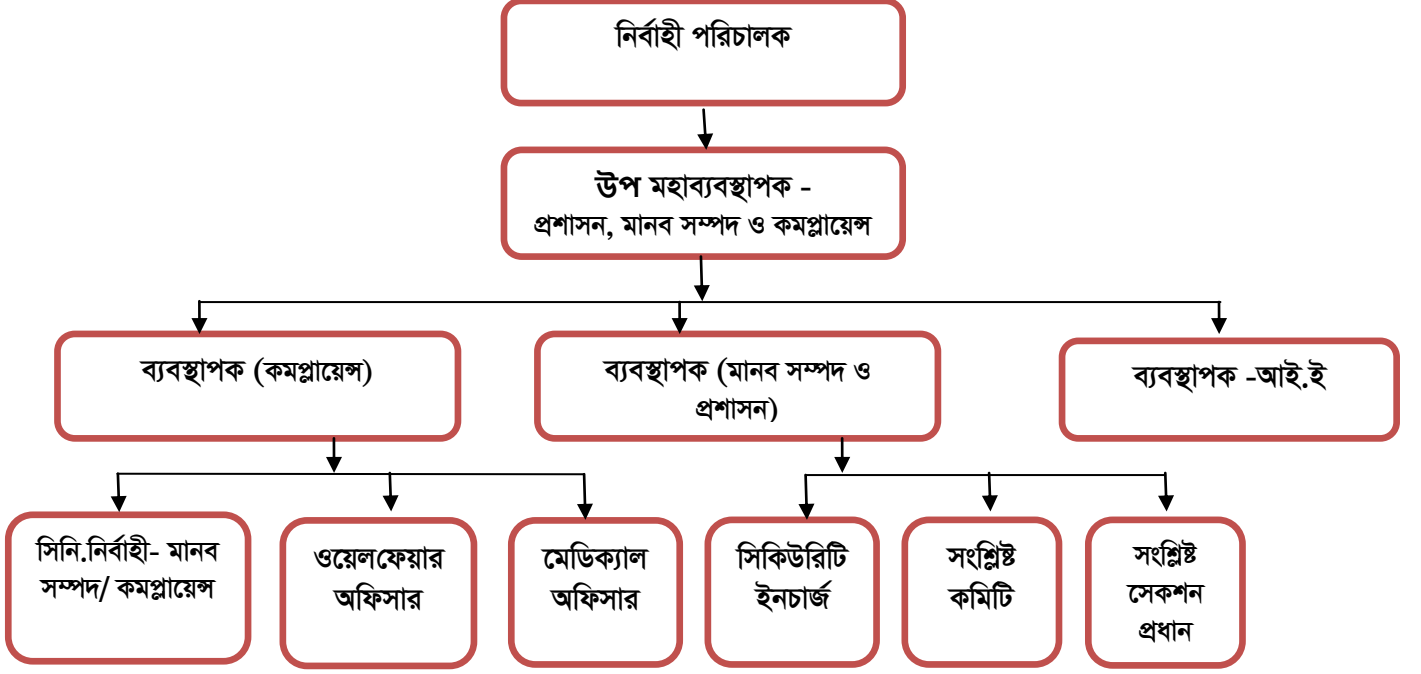 নির্বাহী পরিচালক
উপ মহাব্যবস্থাপক -
প্রশাসন, মানব সম্পদ ও কমপ্লায়েন্স
ব্যবস্থাপক (কমপ্লায়েন্স)
ব্যবস্থাপক (মানব সম্পদ ও
প্রশাসন)
ব্যবস্থাপক -আই.ই
সিনি.নির্বাহী- মানব
সম্পদ/ কমপ্লায়েন্স
ওয়েলফেয়ার
অফিসার
মেডিক্যাল
অফিসার
সিকিউরিটি
ইনচার্জ
সংশ্লিষ্ট
কমিটি
সংশ্লিষ্ট
সেকশন
প্রধান